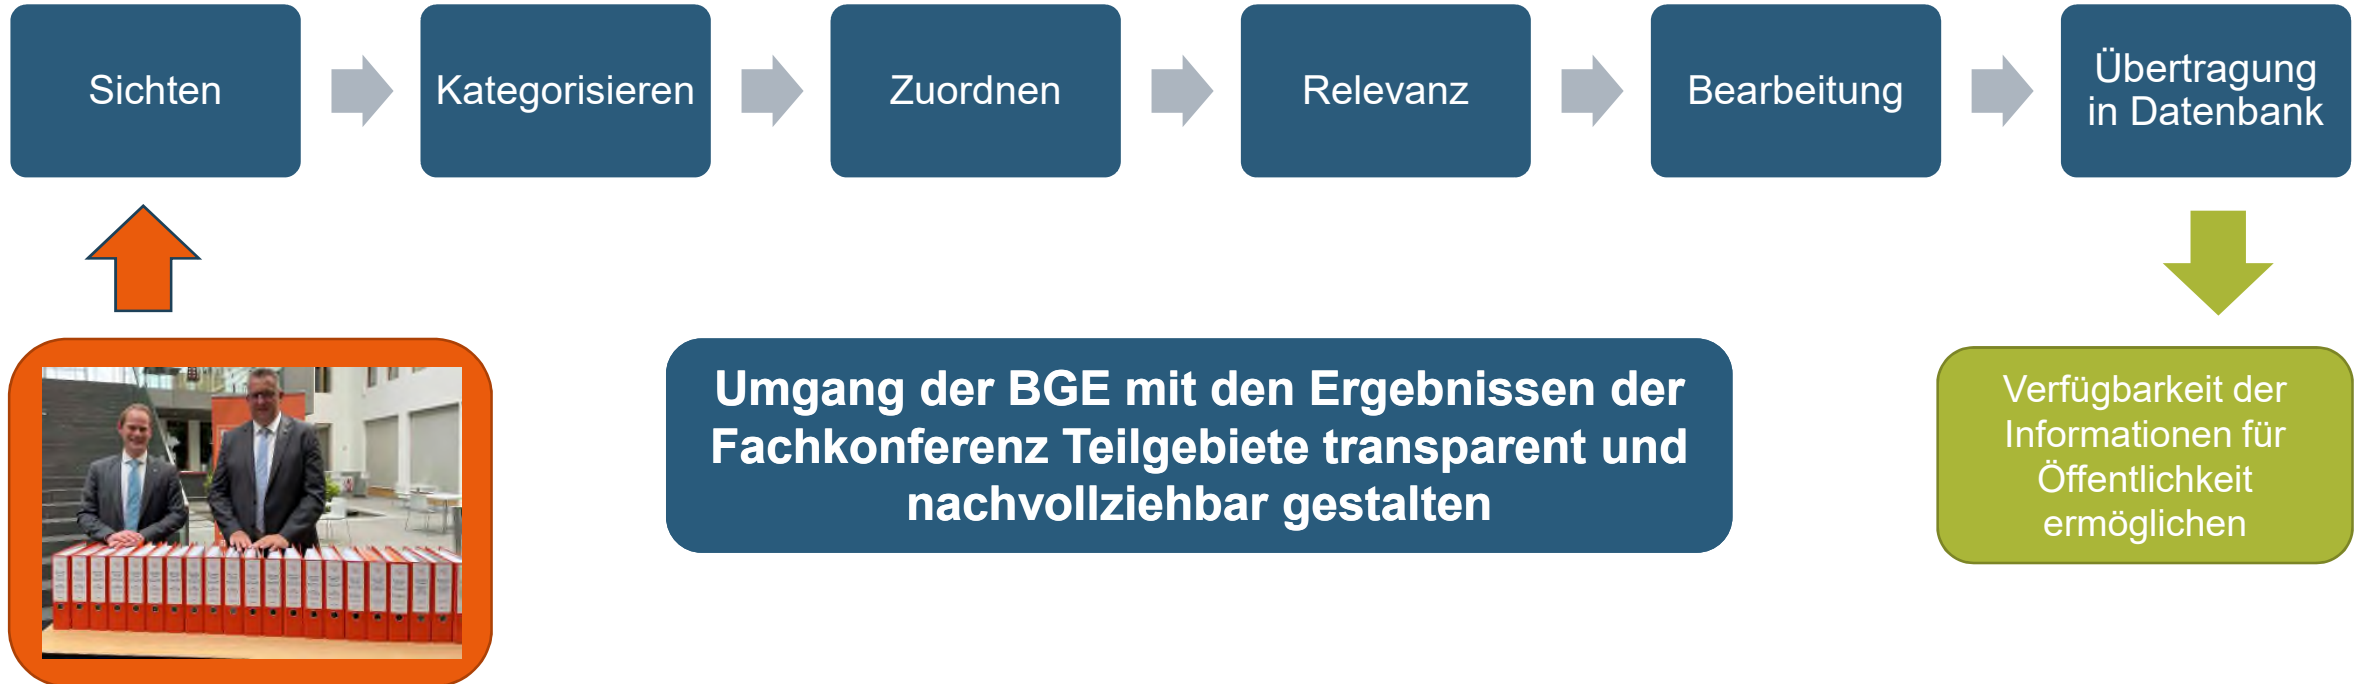 Sichten
Kategorisieren
Zuordnen
Relevanz
Bearbeitung
Übertragung
in Datenbank
Umgang der BGE mit den Ergebnissen der
Fachkonferenz Teilgebiete transparent und
nachvollziehbar gestalten
Verfügbarkeit der
Informationen für
Öffentlichkeit
ermöglichen